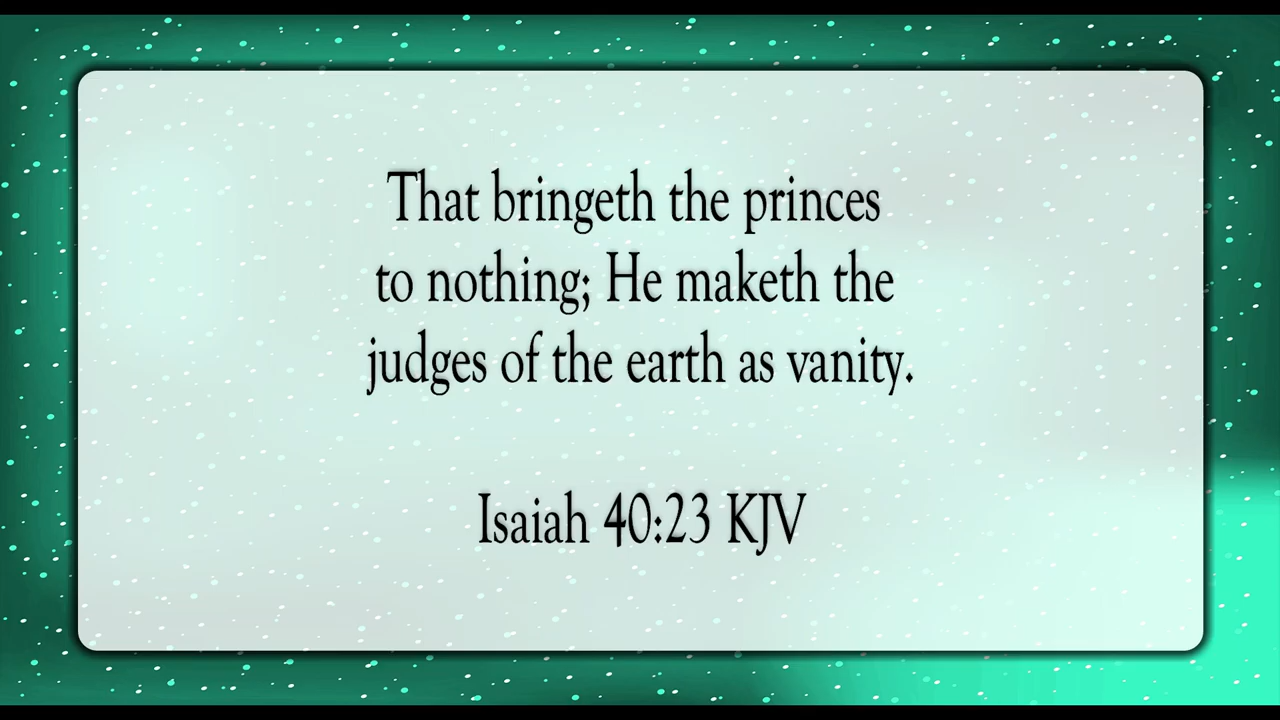 That bringeth the princes
to nothing; He maketh the
judges of the earth as vanity.
Isaiah 40:23 KJV